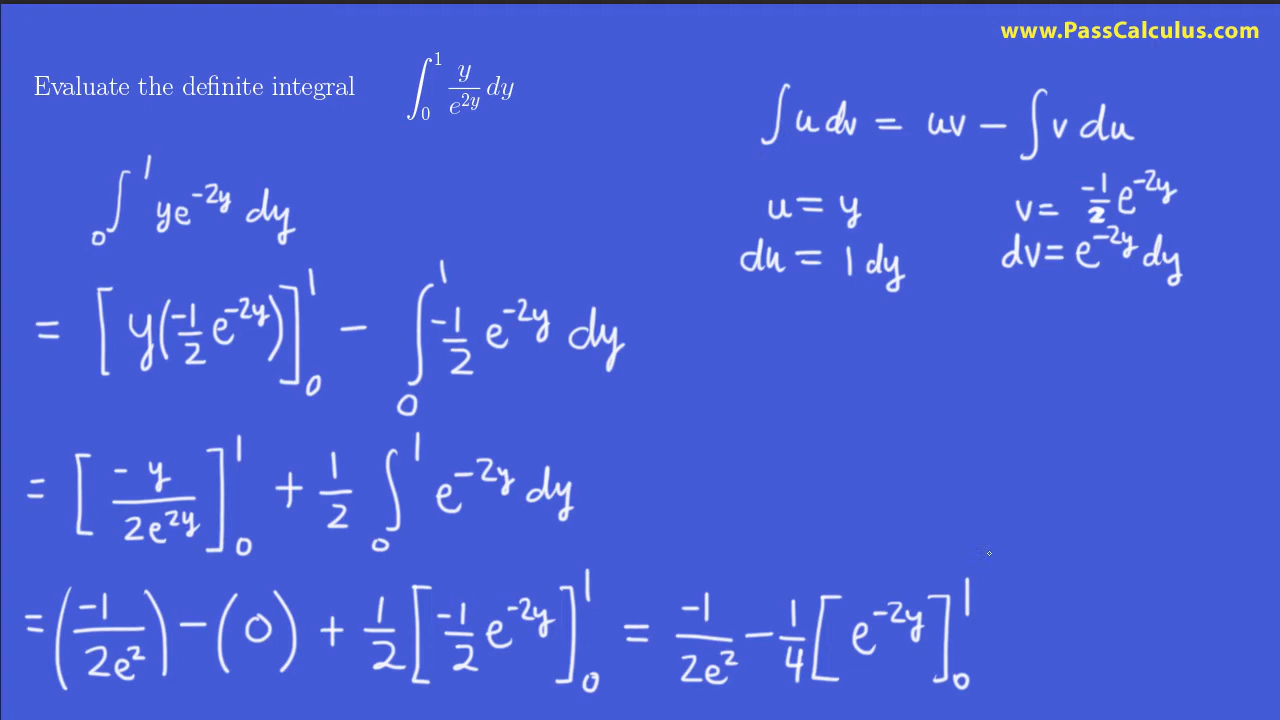 www.PassCalculus.com
Evaluate the definite integral ∫₀¹ y/e^{2y} dy
∫ u dv = uv − ∫ v du
u = y    v = -1/2 e^{-2y}
du = 1 dy    dv = e^{-2y} dy
∫₀¹ ye^{-2y} dy
= [y(-1/2 e^{-2y})]₀¹ − ∫₀¹ -1/2 e^{-2y} dy
= [-y/2e^{2y}]₀¹ + 1/2 ∫₀¹ e^{-2y} dy
= (-1/2e²) − (0) + 1/2 [-1/2 e^{-2y}]₀¹ = -1/2e² − 1/4 [e^{-2y}]₀¹